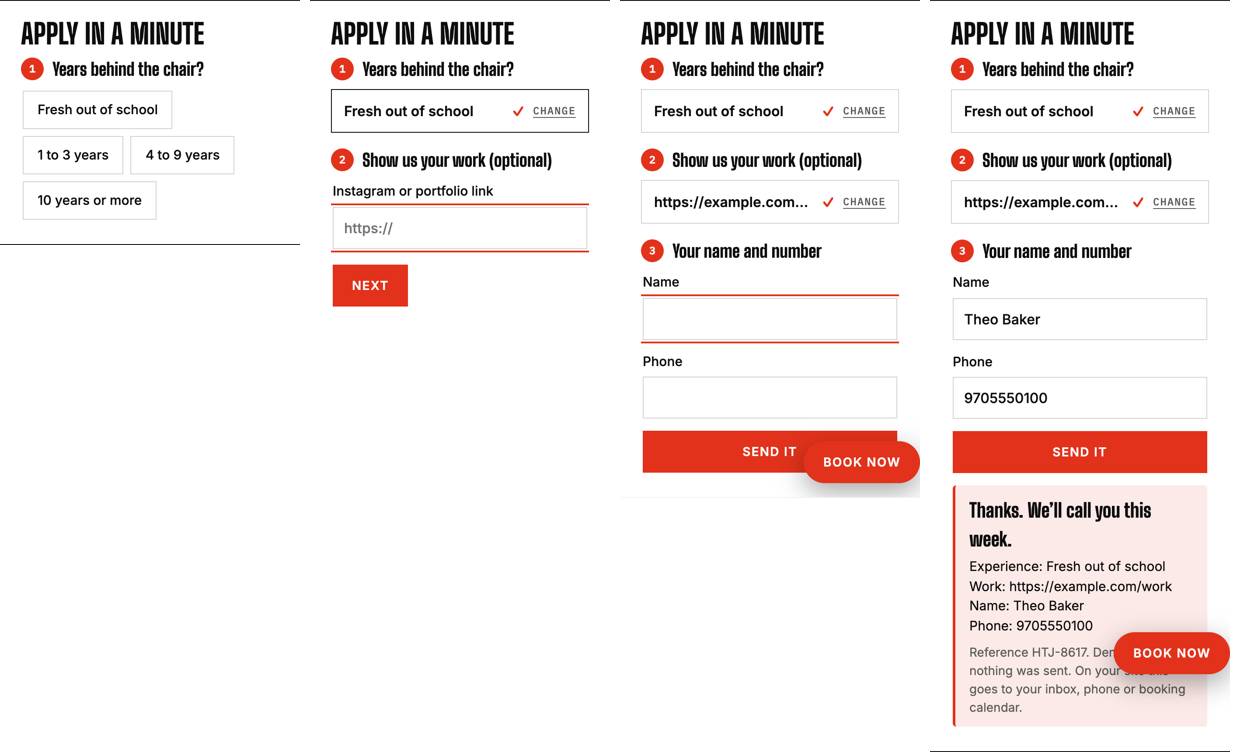 APPLY IN A MINUTE
1 Years behind the chair?
Fresh out of school
1 to 3 years
4 to 9 years
10 years or more
APPLY IN A MINUTE
1 Years behind the chair?
Fresh out of school CHANGE
2 Show us your work (optional)
Instagram or portfolio link
https://
NEXT
APPLY IN A MINUTE
1 Years behind the chair?
Fresh out of school CHANGE
2 Show us your work (optional)
https://example.com... CHANGE
3 Your name and number
Name
Phone
SEND IT
BOOK NOW
APPLY IN A MINUTE
1 Years behind the chair?
Fresh out of school CHANGE
2 Show us your work (optional)
https://example.com... CHANGE
3 Your name and number
Name
Theo Baker
Phone
9705550100
SEND IT
Thanks. We’ll call you this
week.
Experience: Fresh out of school
Work: https://example.com/work
Name: Theo Baker
Phone: 9705550100
Reference HTJ-8617.
nothing was sent. On your
goes to your inbox, phone or booking
calendar.
BOOK NOW